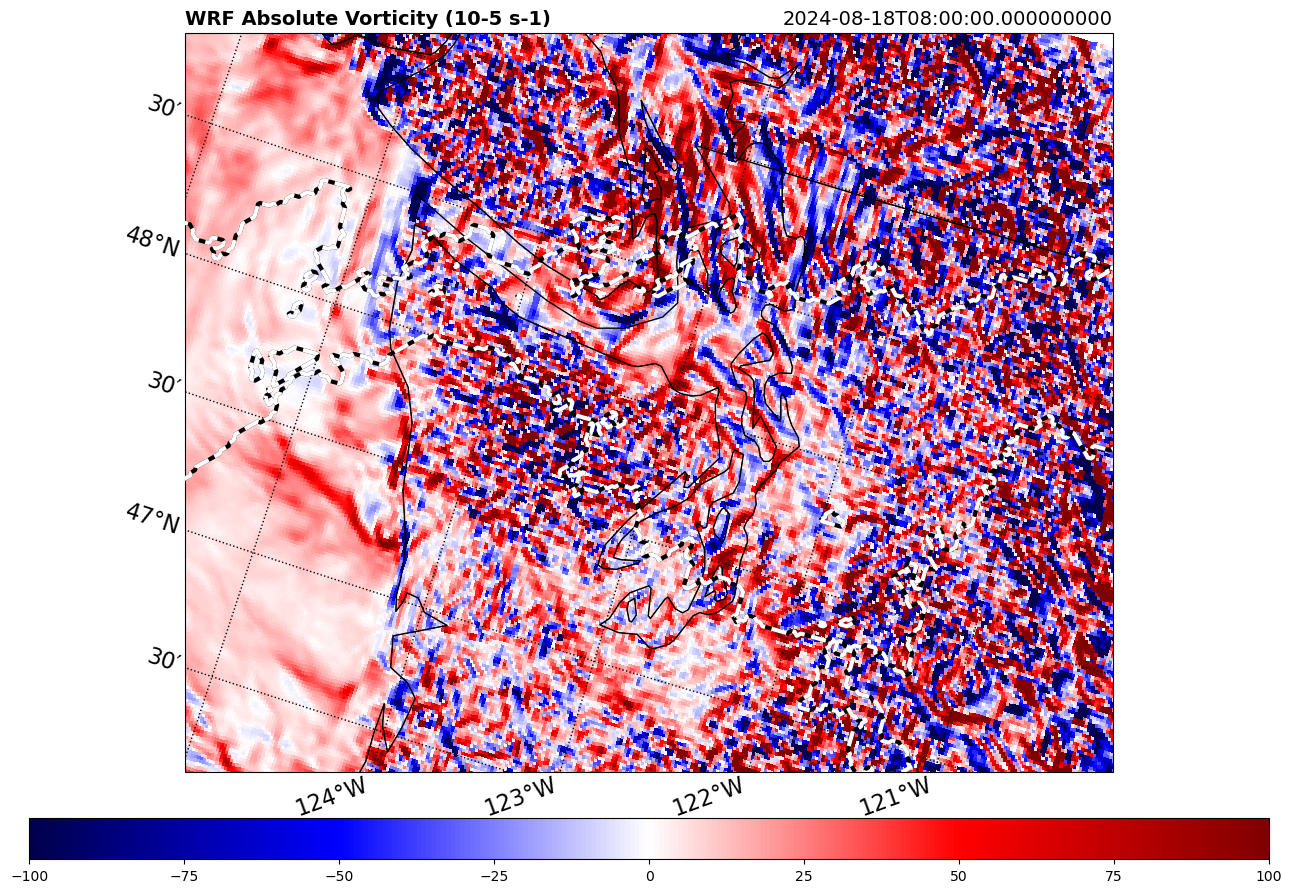 WRF Absolute Vorticity (10-5 s-1) 2024-08-18T08:00:00.000000000
30′
48°N
30′
47°N
30′
124°W 123°W 122°W 121°W
−100 −75 −50 −25 0 25 50 75 100